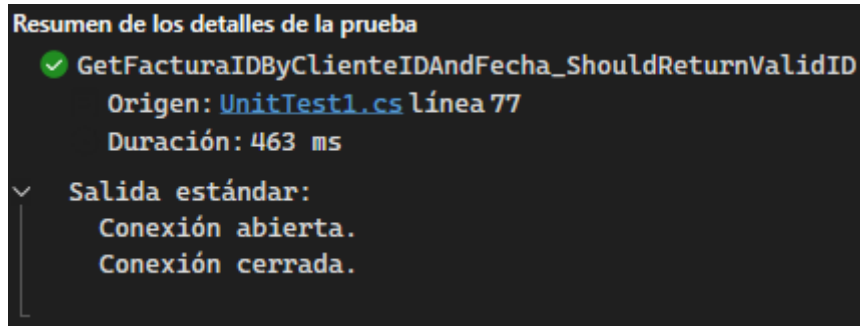 Resumen de los detalles de la prueba
GetFacturaIDByClienteIDAndFecha_ShouldReturnValidID
Origen: UnitTest1.cs línea 77
Duración: 463 ms
Salida estándar:
Conexión abierta.
Conexión cerrada.